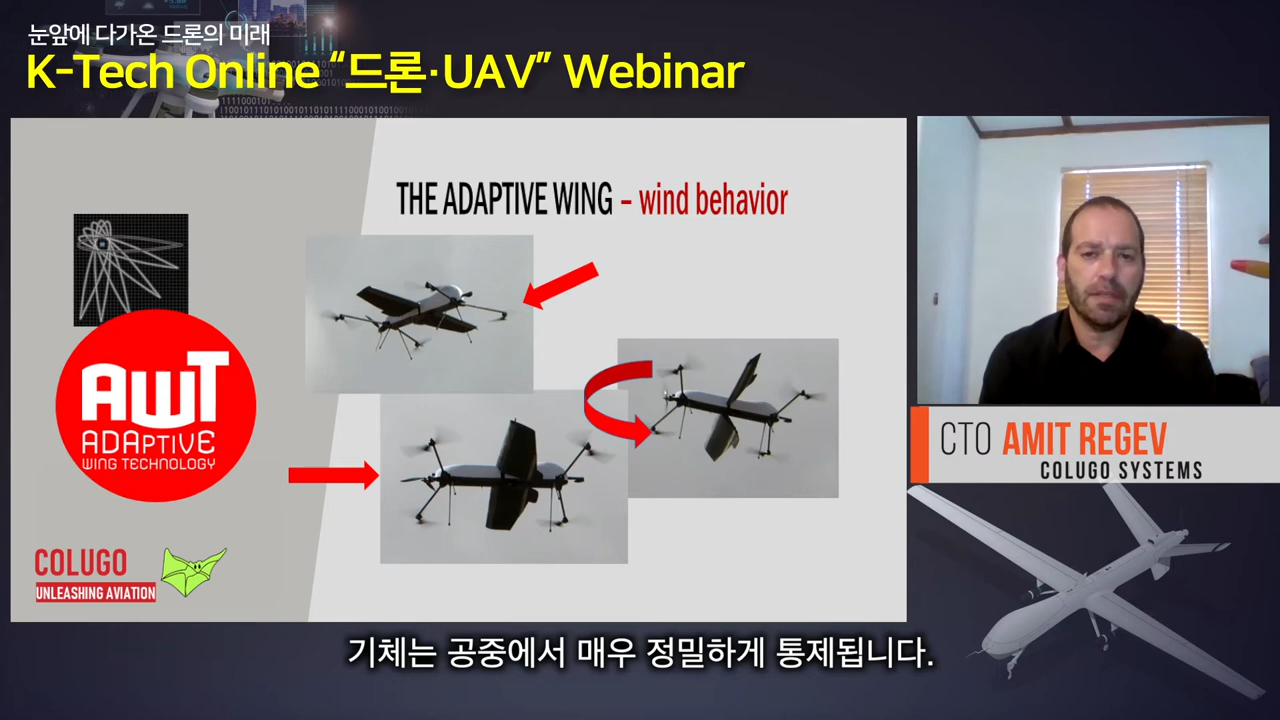 눈앞에 다가온 드론의 미래
K-Tech Online “드론·UAV” Webinar
THE ADAPTIVE WING – wind behavior
AWT
ADAPTIVE
WING TECHNOLOGY
COLUGO
UNLEASHING AVIATION
CTO AMIT REGEV
COLUGO SYSTEMS
기체는 공중에서 매우 정밀하게 통제됩니다.